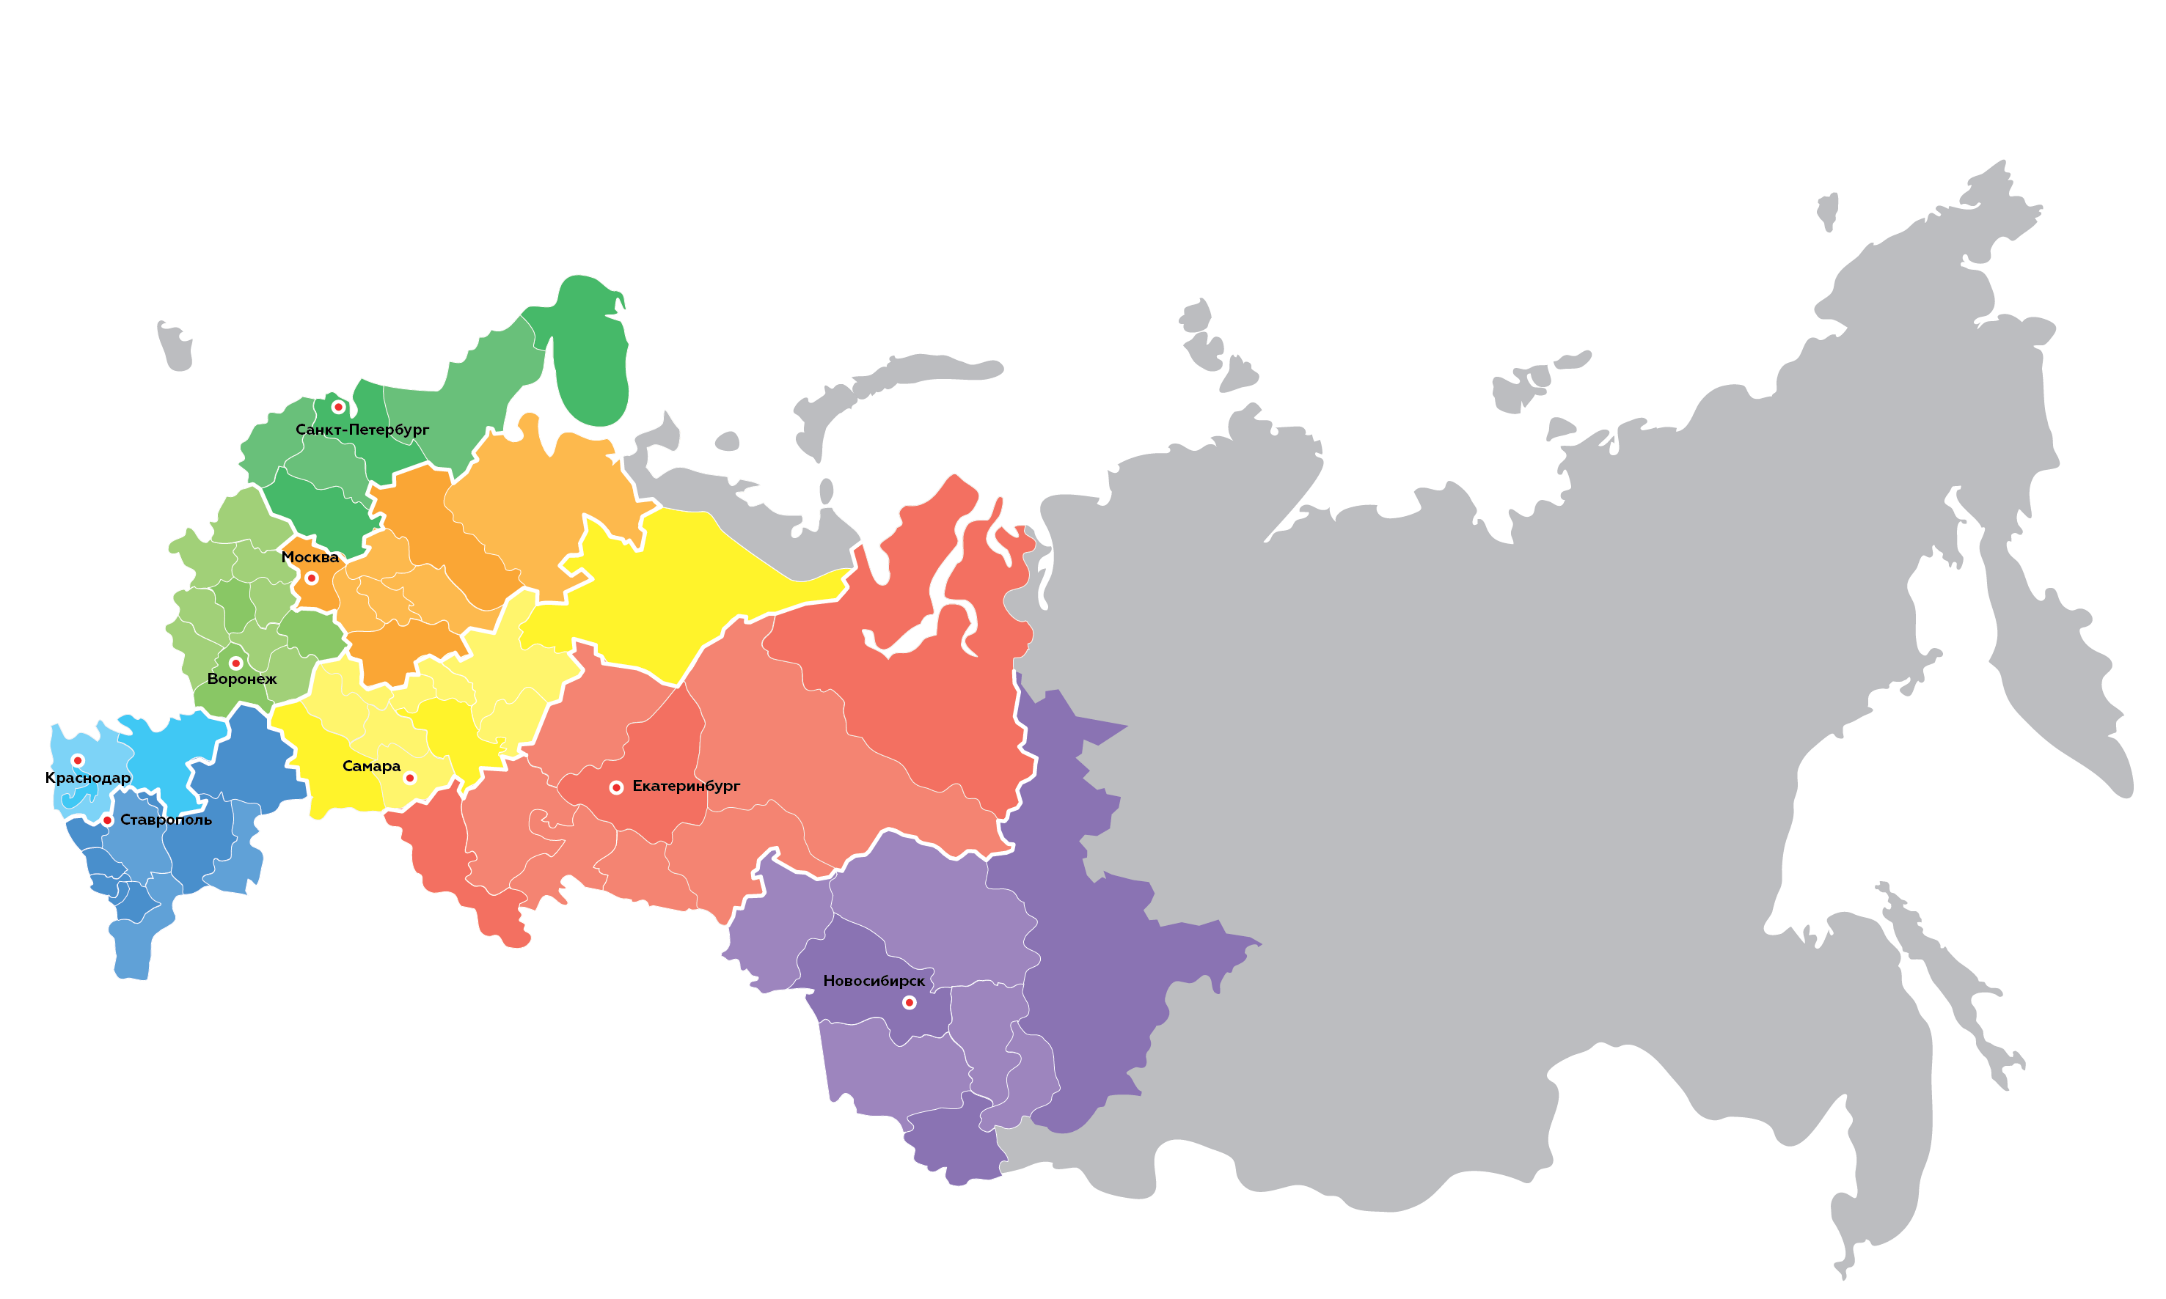 Санкт-Петербург
Москва
Воронеж
Самара
Краснодар
Екатеринбург
Ставрополь
Новосибирск